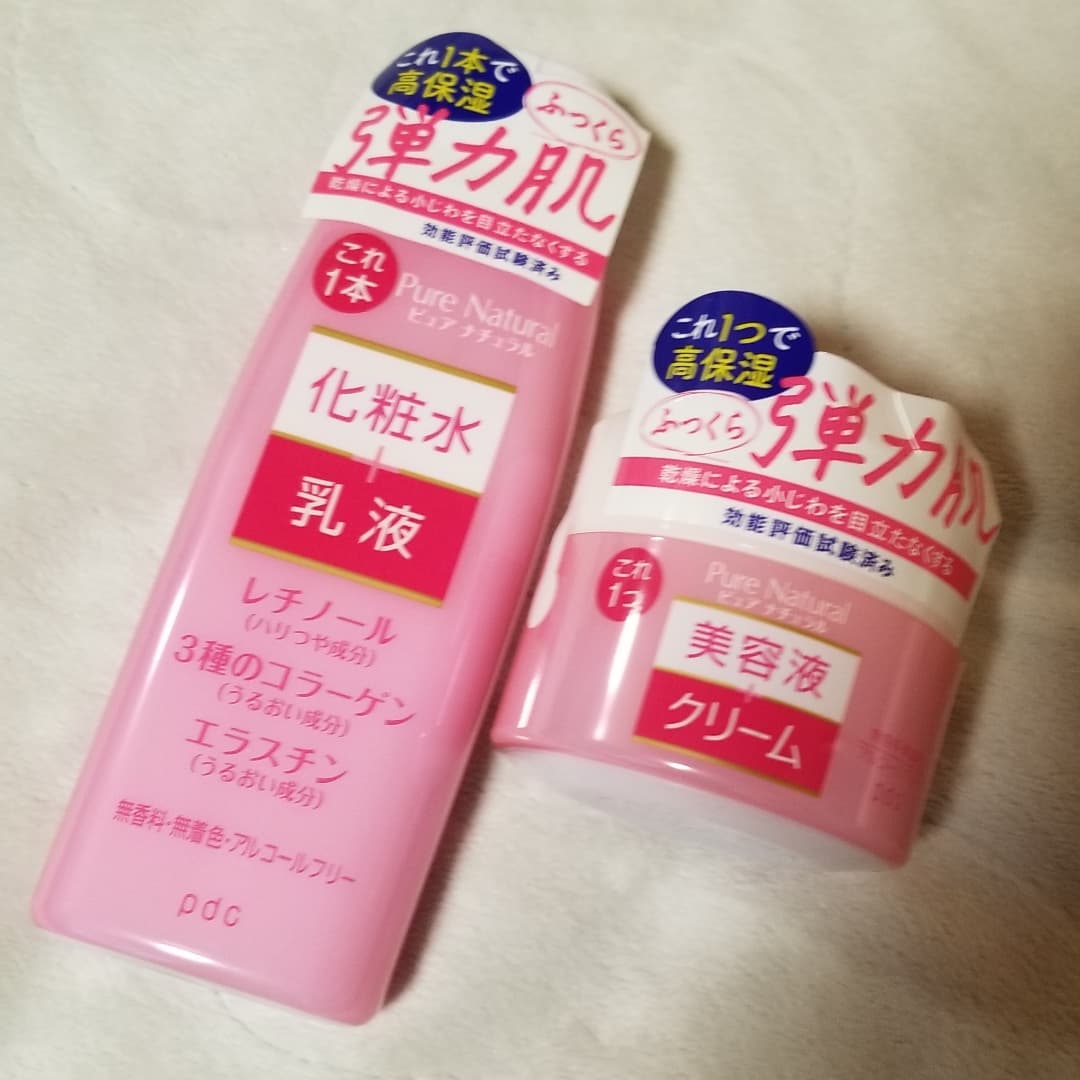 これ1本で
高保湿
ふっくら
弾力肌
乾燥による小じわを目立たなくする
効能評価試験済み
これ
1本
Pure Natural
ピュア ナチュラル
化粧水
+
乳液
レチノール
(ハリつや成分)
3種のコラーゲン
(うるおい成分)
エラスチン
(うるおい成分)
無香料・無着色・アルコールフリー
pdc
これ1つで
高保湿
ふっくら
弾力肌
乾燥による小じわを目立たなくする
効能評価試験済み
これ
1つ
Pure Natural
ピュア ナチュラル
美容液
+
クリーム